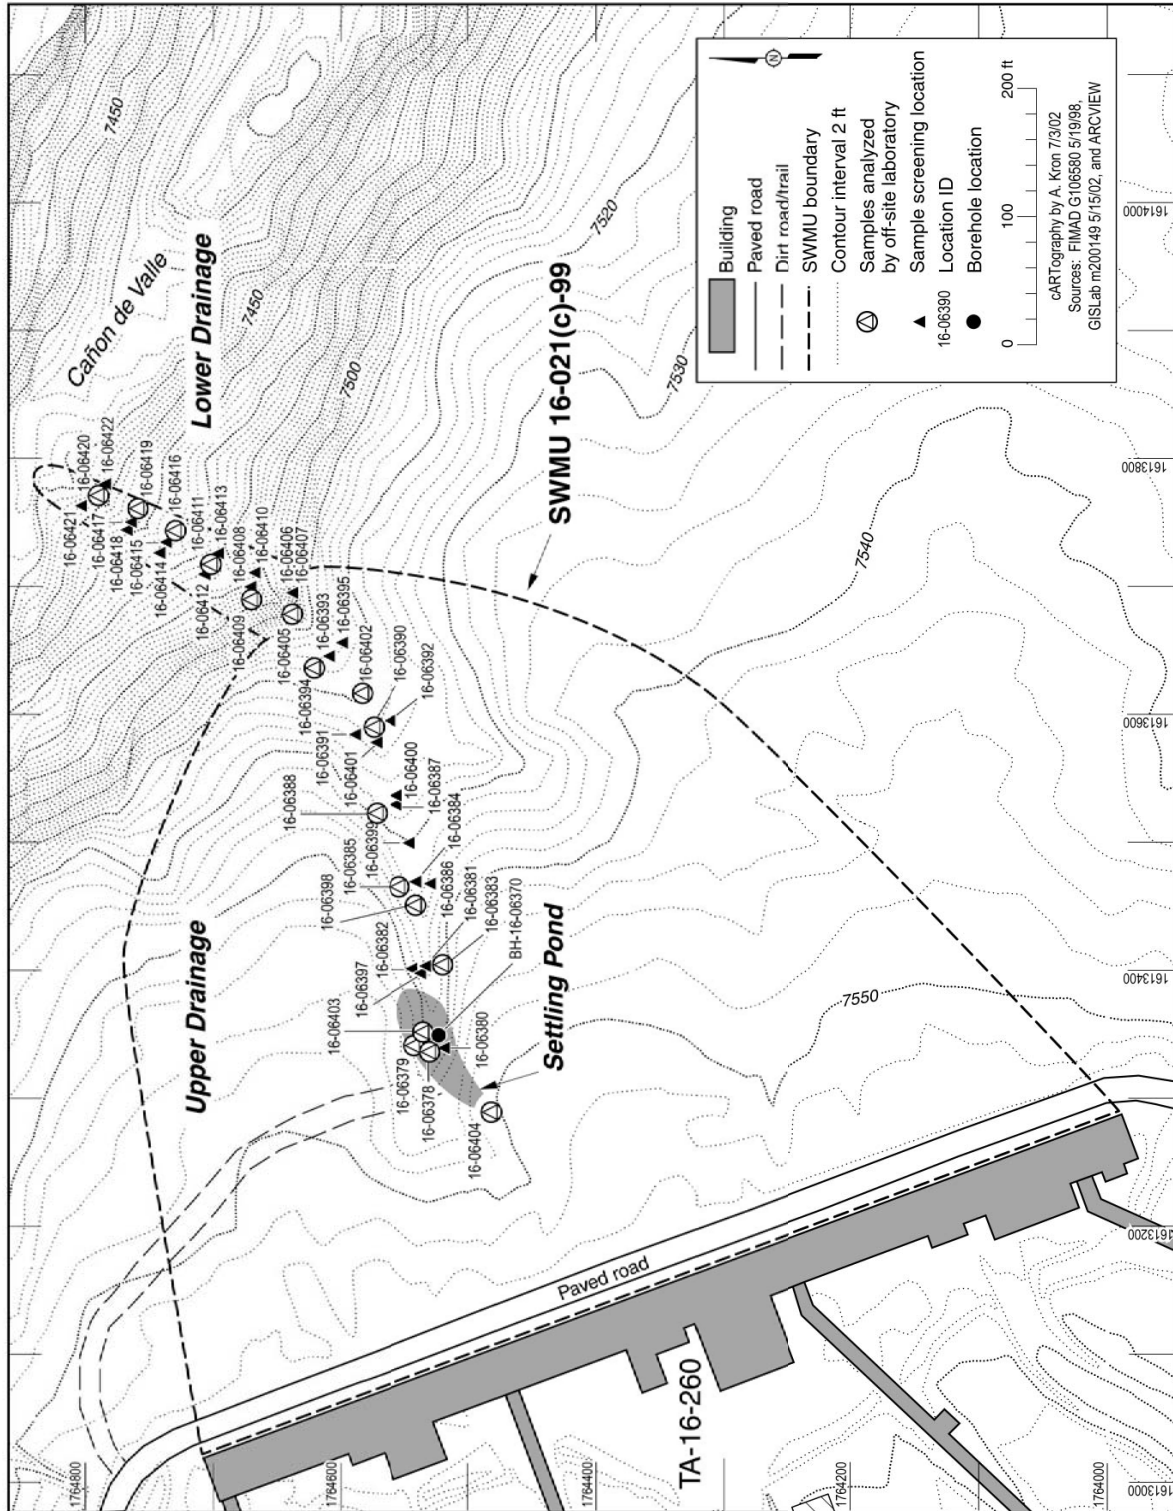 7450
Cañon de Valle
Lower Drainage
7450
7500
7520
7530
7540
7550
SWMU 16-021(c)-99
Upper Drainage
Settling Pond
16-06421
16-06420
16-06422
16-06417
16-06419
16-06418
16-06416
16-06415
16-06414
16-06411
16-06413
16-06412
16-06408
16-06410
16-06409
16-06406
16-06407
16-06405
16-06393
16-06395
16-06394
16-06402
16-06390
16-06392
16-06391
16-06401
16-06400
16-06388
16-06387
16-06399
16-06384
16-06385
16-06386
16-06398
16-06381
16-06383
16-06382
16-06397
BH-16-06370
16-06403
16-06380
16-06379
16-06378
16-06404
Paved road
TA-16-260
1764800
1764600
1764400
1764200
1764000
1613000
1613200
1613400
1613600
1613800
1614000
N
Building
Paved road
Dirt road/trail
SWMU boundary
Contour interval 2 ft
Samples analyzed
by off-site laboratory
Sample screening location
16-06390 Location ID
Borehole location
0 100 200 ft
cARTography by A. Kron 7/3/02
Sources: FIMAD G106580 5/19/98,
GISLab m200149 5/15/02, and ARCVIEW